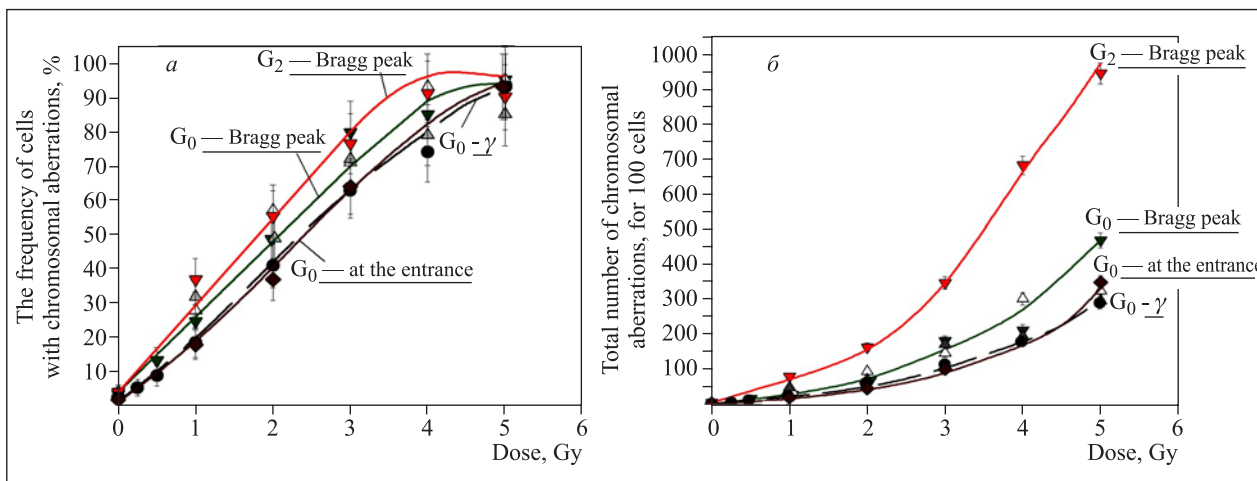 The frequency of cells
with chromosomal aberrations, %
100
90
80
70
60
50
40
30
20
10
0
1
2
3
4
5
6
Dose, Gy
а
G₂ — Bragg peak
G₀ — Bragg peak
G₀ - γ
G₀ — at the entrance
Total number of chromosomal
aberrations, for 100 cells
1000
900
800
700
600
500
400
300
200
100
0
1
2
3
4
5
6
Dose, Gy
б
G₂ — Bragg peak
G₀ — Bragg peak
G₀ — at the entrance
G₀ - γ